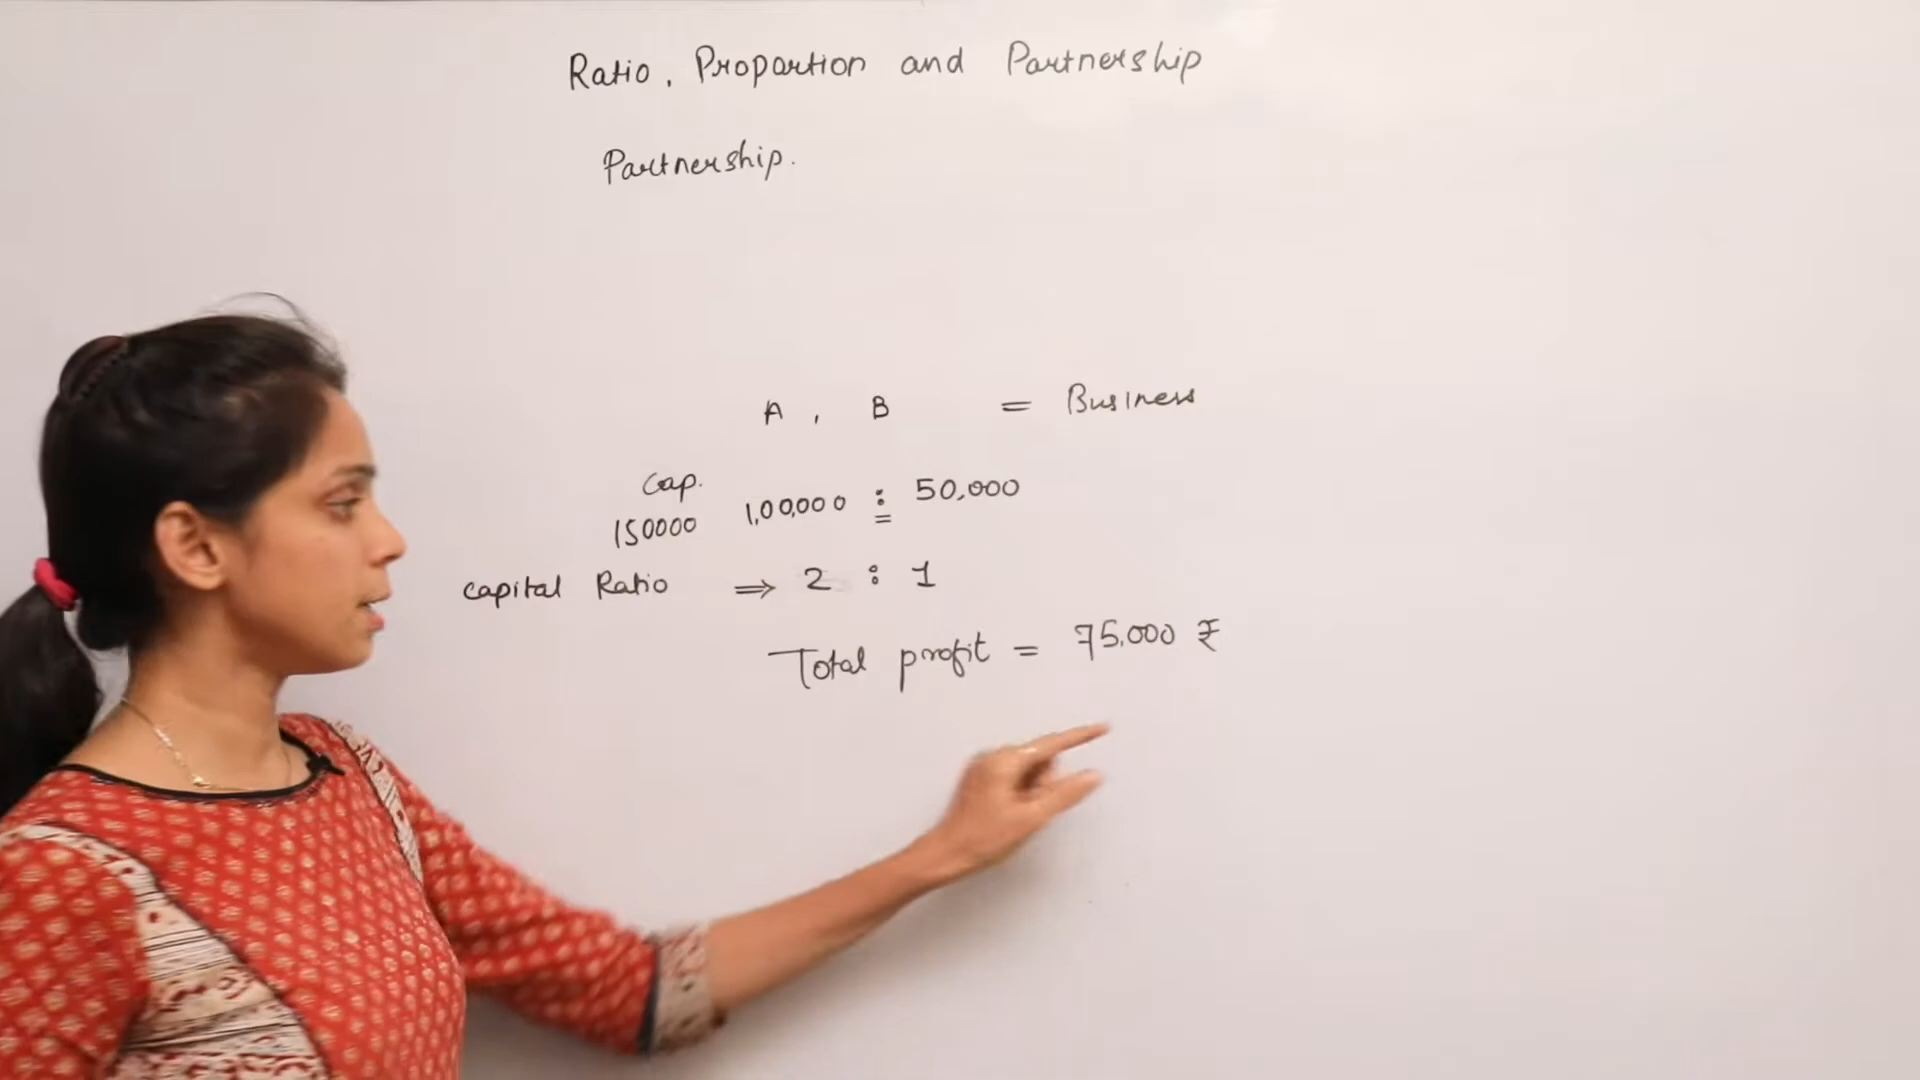 Ratio, Proportion and Partnership
Partnership.
A , B = Business
Cap.
150000 1,00,000 : 50,000
capital Ratio ⇒ 2 : 1
Total profit = 75,000 ₹